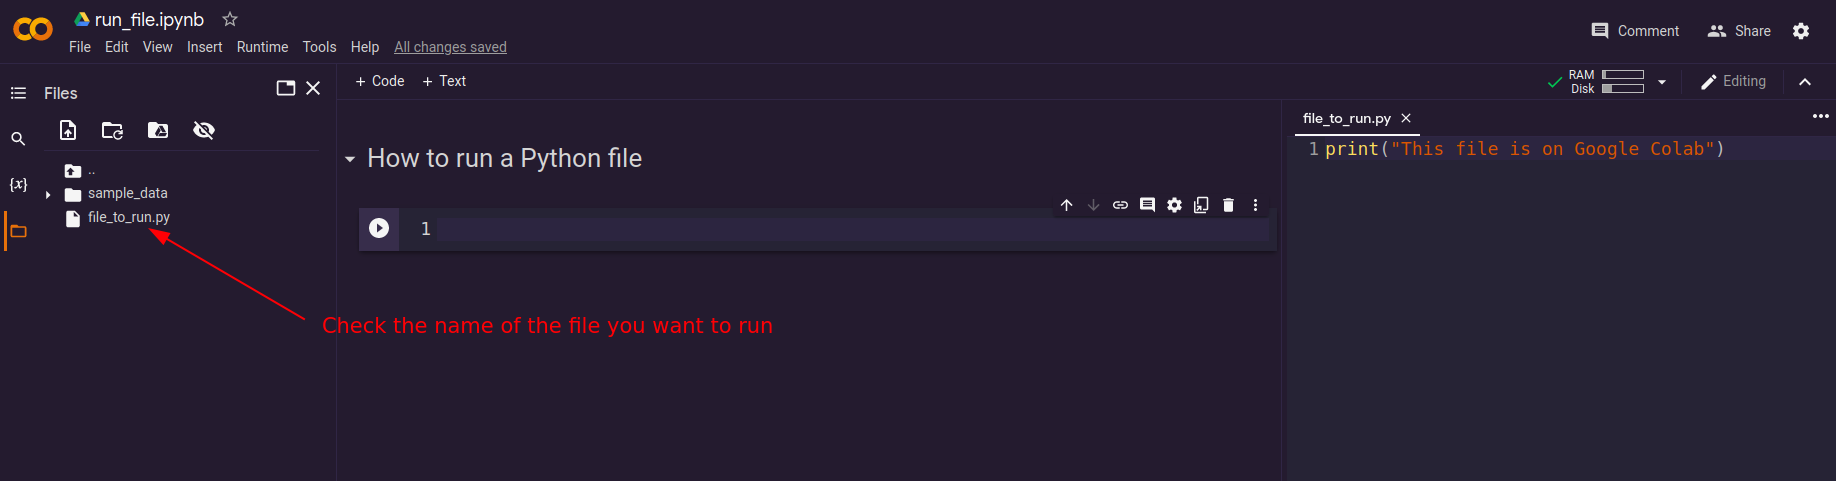 run_file.ipynb
File Edit View Insert Runtime Tools Help All changes saved
Comment Share
Files
+ Code + Text
RAM
Disk
Editing
{x}
..
sample_data
file_to_run.py
How to run a Python file
1
Check the name of the file you want to run
file_to_run.py
1 print("This file is on Google Colab")